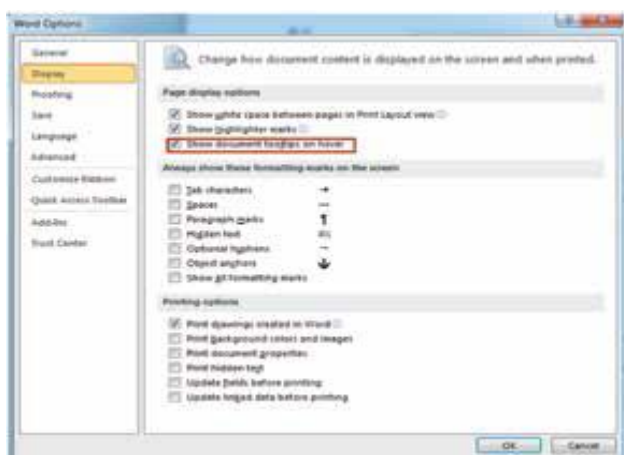 Word Options
General
Display
Proofing
Save
Language
Advanced
Customize Ribbon
Quick Access Toolbar
Add-Ins
Trust Center
Change how document content is displayed on the screen and when printed.
Page display options
Show white space between pages in Print Layout view
Show highlighter marks
Show document tooltips on hover
Always show these formatting marks on the screen
Tab characters →
Spaces ···
Paragraph marks ¶
Hidden text
Optional hyphens ¬
Object anchors ⚓
Show all formatting marks
Printing options
Print drawings created in Word
Print background colors and images
Print document properties
Print hidden text
Update fields before printing
Update linked data before printing
OK Cancel